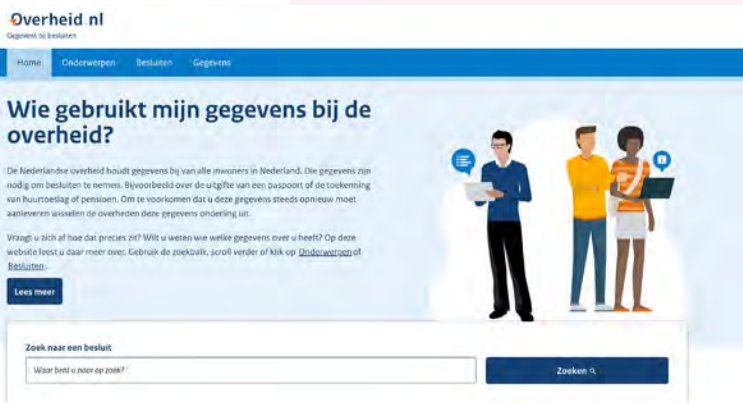 Overheid.nl
Gegevens bij besluiten
Home Onderwerpen Besluiten Gegevens
Wie gebruikt mijn gegevens bij de
overheid?
De Nederlandse overheid houdt gegevens bij van alle inwoners in Nederland. Die gegevens zijn
nodig om besluiten te nemen. Bijvoorbeeld over de uitgifte van een paspoort of de toekenning
van huurtoeslag of pensioen. Om te voorkomen dat u deze gegevens steeds opnieuw moet
aanleveren wisselen de overheden deze gegevens onderling uit.
Vraagt u zich af hoe dat precies zit? Wilt u weten wie welke gegevens over u heeft? Op deze
website leest u daar meer over. Gebruik de zoekbalk, scroll verder of klik op Onderwerpen of
Besluiten.
Lees meer
Zoek naar een besluit
Waar bent u naar op zoek?
Zoeken